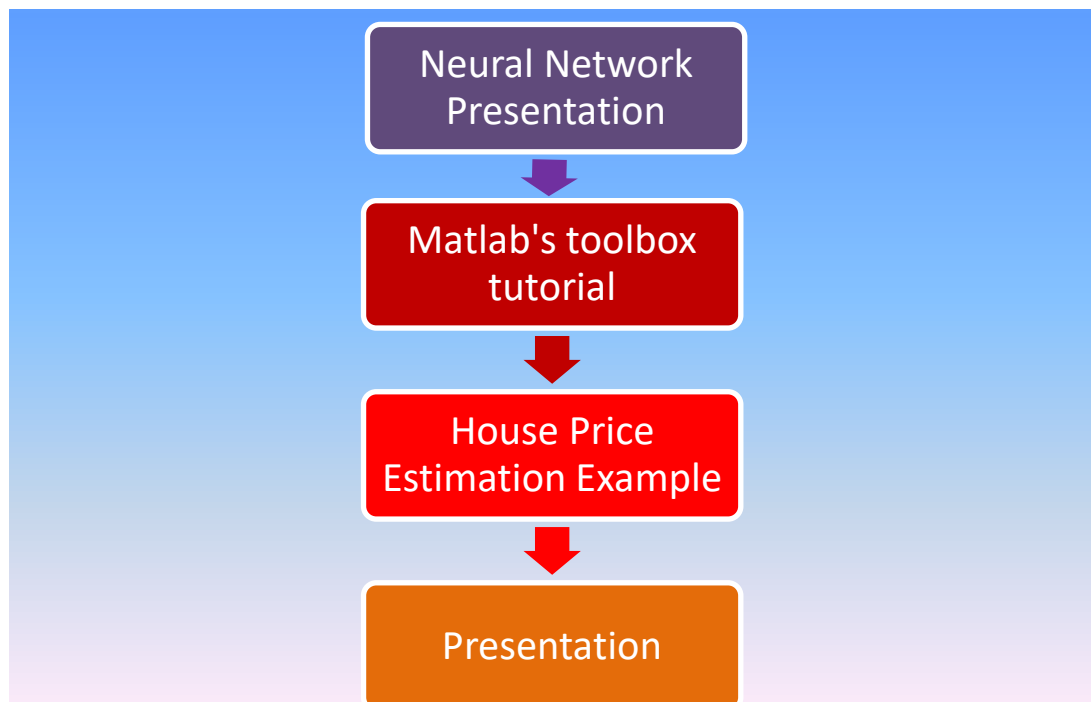 Neural Network
Presentation
Matlab's toolbox
tutorial
House Price
Estimation Example
Presentation